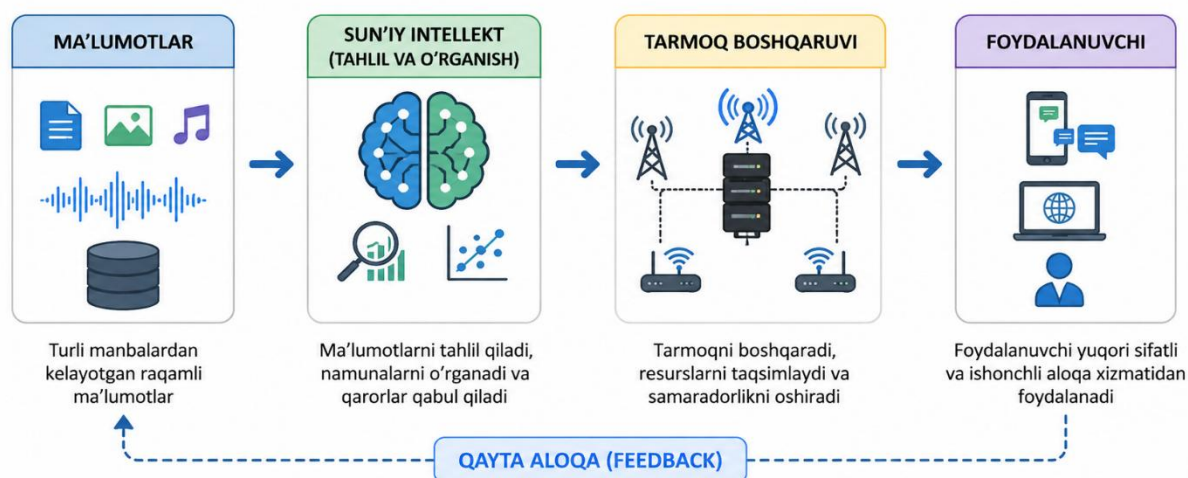 MA’LUMOTLAR
SUN’IY INTELLEKT
(TAHLIL VA O’RGANISH)
TARMOQ BOSHQARUVI
FOYDALANUVCHI
Turli manbalardan
kelayotgan raqamli
ma’lumotlar
Ma’lumotlarni tahlil qiladi,
namunalarni o’rganadi va
qarorlar qabul qiladi
Tarmoqni boshqaradi,
resurslarni taqsimlaydi va
samaradorlikni oshiradi
Foydalanuvchi yuqori sifatli
va ishonchli aloqa xizmatidan
foydalanadi
QAYTA ALOQA (FEEDBACK)